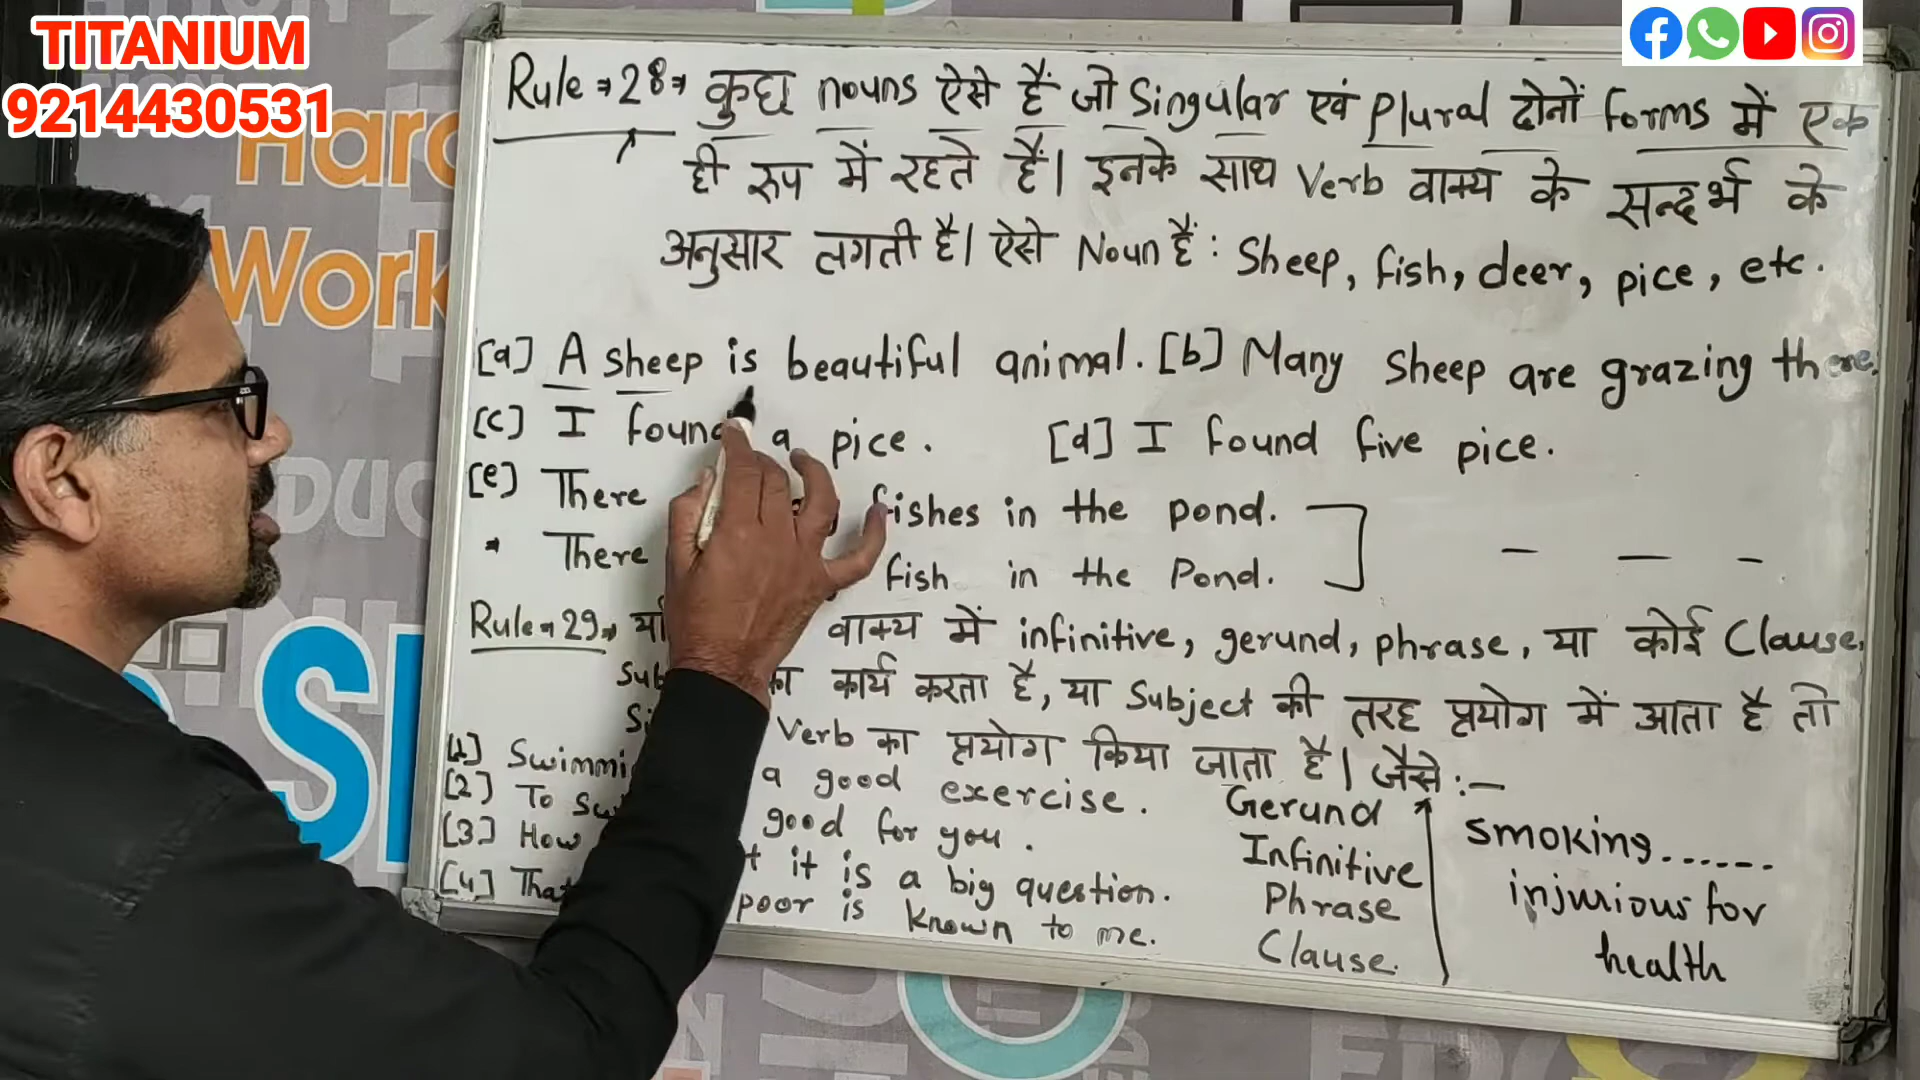 TITANIUM
9214430531
Hard
Work
Rule → 28 → कुछ nouns ऐसे हैं जो Singular एवं Plural दोनों forms में एक
ही रूप में रहते हैं। इनके साथ Verb वाक्य के सन्दर्भ के
अनुसार लगती है। ऐसे Noun हैं : Sheep, fish, deer, pice, etc.
[a] A sheep is beautiful animal. [b] Many sheep are grazing there.
[c] I found a pice. [d] I found five pice.
[e] There fishes in the pond.
* There fish in the Pond.
Rule → 29 → वाक्य में infinitive, gerund, phrase, या कोई Clause,
का कार्य करता है, या Subject की तरह प्रयोग में आता है तो
Verb का प्रयोग किया जाता है। जैसे :-
[1] Swimmi a good exercise. Gerund
[2] To good for you. Infinitive
[3] How it is a big question. Phrase
[4] That poor is known to me. Clause.
smoking......
injurious for
health